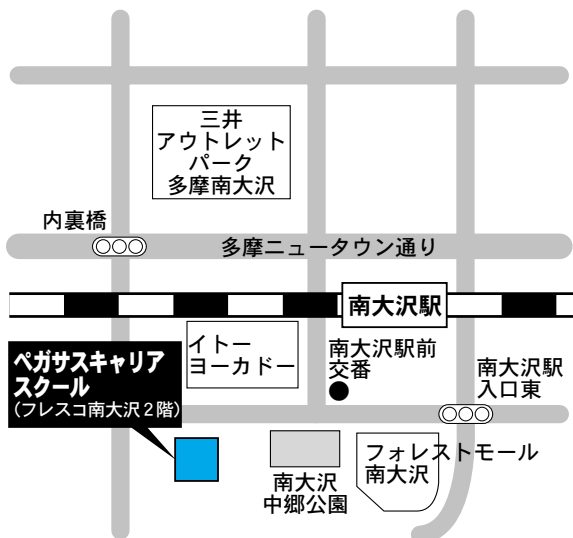 三井
アウトレット
パーク
多摩南大沢
内裏橋
多摩ニュータウン通り
南大沢駅
イトー
ヨーカドー
南大沢駅前
交番
南大沢駅
入口東
ペガサスキャリア
スクール
(フレスコ南大沢2階)
フォレストモール
南大沢
南大沢
中郷公園